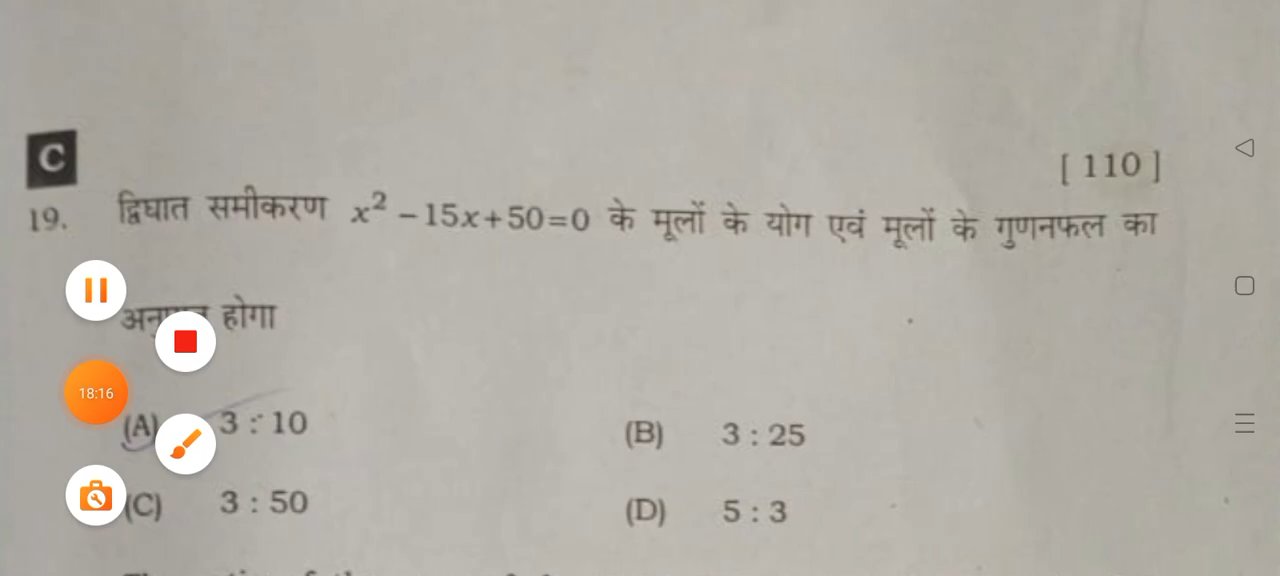 C
[ 110 ]
19. द्विघात समीकरण x² – 15x+50=0 के मूलों के योग एवं मूलों के गुणनफल का
होगा
18:16
(A) 3 : 10
(B) 3 : 25
(C) 3 : 50
(D) 5 : 3